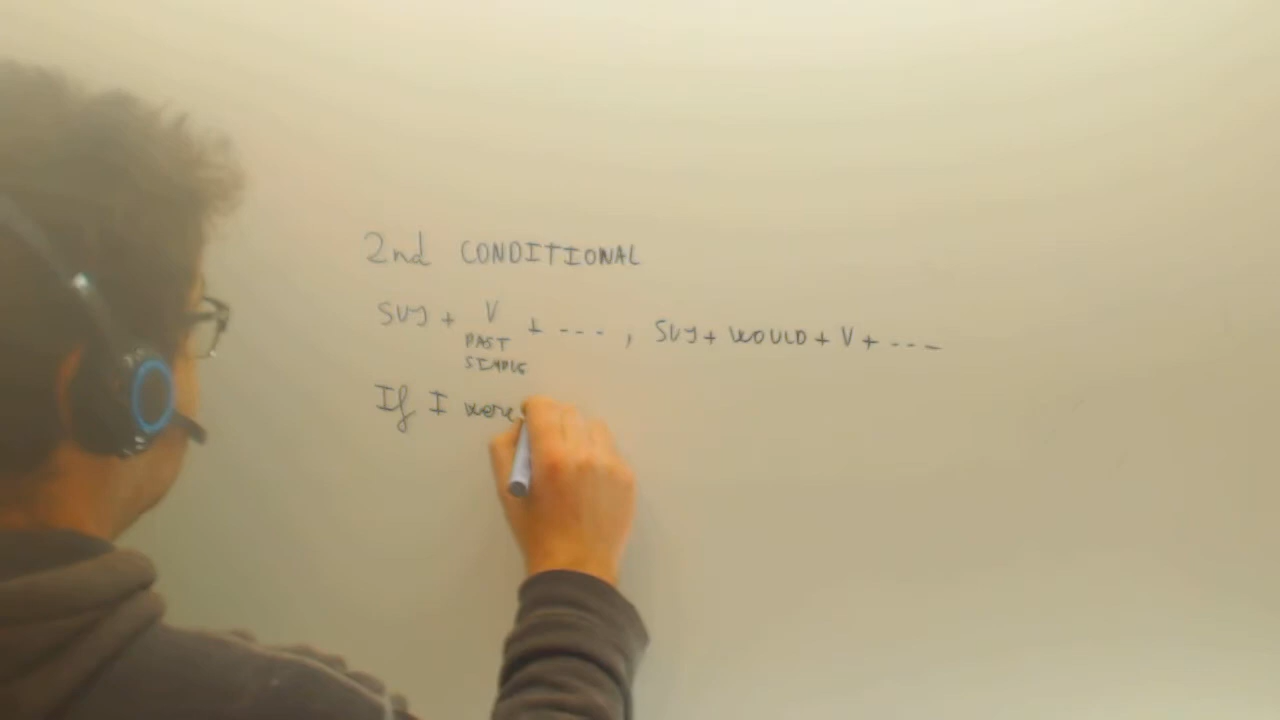 2nd CONDITIONAL
SUJ + V + ---- , SUJ + WOULD + V + ----
PAST
SIMPLE
If I were